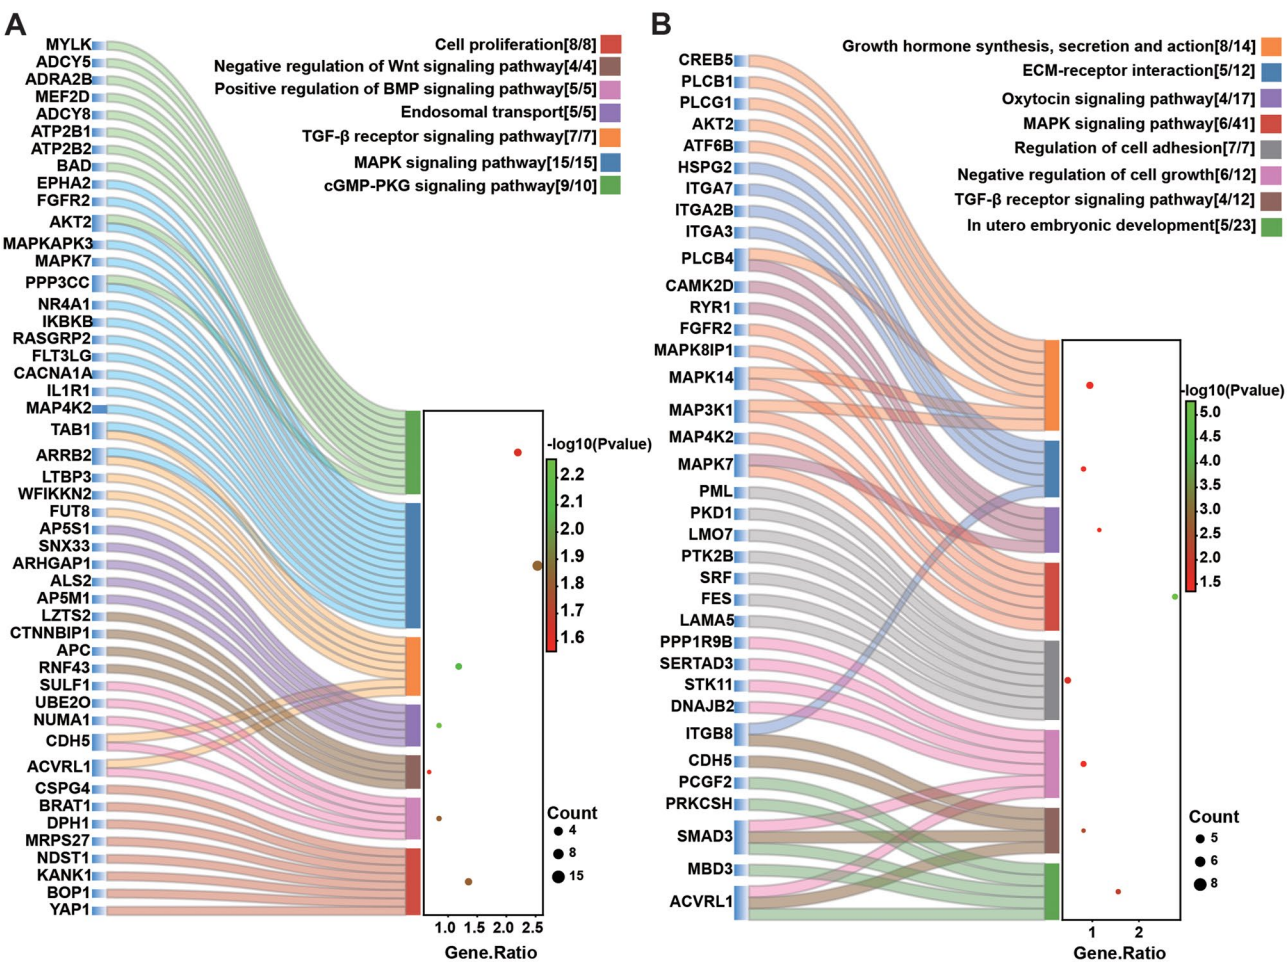 A
MYLK
ADCY5
ADRA2B
MEF2D
ADCY8
ATP2B1
ATP2B2
BAD
EPHA2
FGFR2
AKT2
MAPKAPK3
MAPK7
PPP3CC
NR4A1
IKBKB
RASGRP2
FLT3LG
CACNA1A
IL1R1
MAP4K2
TAB1
ARRB2
LTBP3
WFIKKN2
FUT8
AP5S1
SNX33
ARHGAP1
ALS2
AP5M1
LZTS2
CTNNBIP1
APC
RNF43
SULF1
UBE2O
NUMA1
CDH5
ACVRL1
CSPG4
BRAT1
DPH1
MRPS27
NDST1
KANK1
BOP1
YAP1
Cell proliferation[8/8]
Negative regulation of Wnt signaling pathway[4/4]
Positive regulation of BMP signaling pathway[5/5]
Endosomal transport[5/5]
TGF-β receptor signaling pathway[7/7]
MAPK signaling pathway[15/15]
cGMP-PKG signaling pathway[9/10]
-log10(Pvalue)
2.2
2.1
2.0
1.9
1.8
1.7
1.6
Count
4
8
15
1.0 1.5 2.0 2.5
Gene.Ratio
B
CREB5
PLCB1
PLCG1
AKT2
ATF6B
HSPG2
ITGA7
ITGA2B
ITGA3
PLCB4
CAMK2D
RYR1
FGFR2
MAPK8IP1
MAPK14
MAP3K1
MAP4K2
MAPK7
PML
PKD1
LMO7
PTK2B
SRF
FES
LAMA5
PPP1R9B
SERTAD3
STK11
DNAJB2
ITGB8
CDH5
PCGF2
PRKCSH
SMAD3
MBD3
ACVRL1
Growth hormone synthesis, secretion and action[8/14]
ECM-receptor interaction[5/12]
Oxytocin signaling pathway[4/17]
MAPK signaling pathway[6/41]
Regulation of cell adhesion[7/7]
Negative regulation of cell growth[6/12]
TGF-β receptor signaling pathway[4/12]
In utero embryonic development[5/23]
-log10(Pvalue)
5.0
4.5
4.0
3.5
3.0
2.5
2.0
1.5
Count
5
6
8
1 2
Gene.Ratio